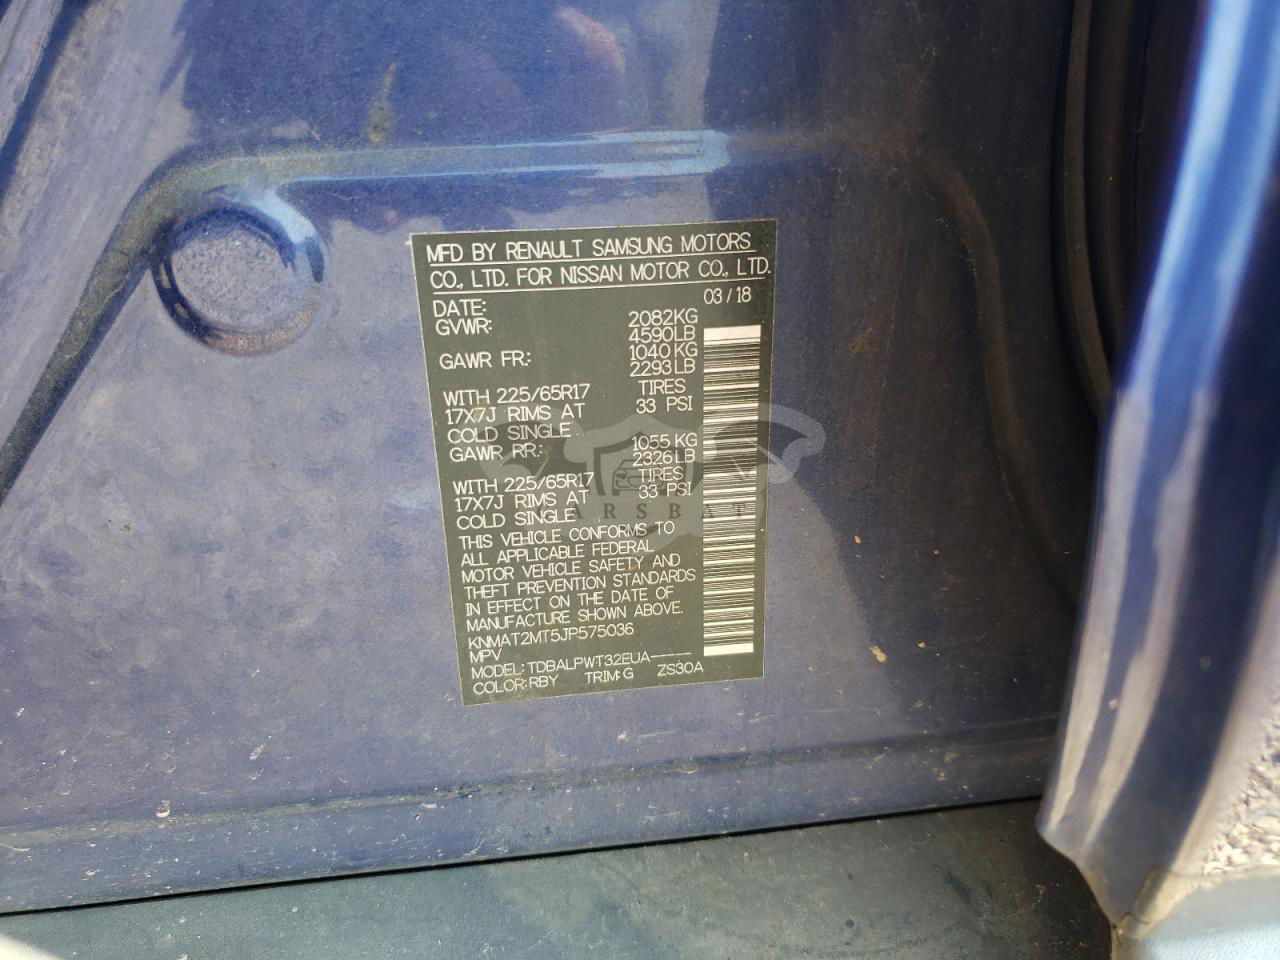 MFD BY RENAULT SAMSUNG MOTORS
CO., LTD. FOR NISSAN MOTOR CO., LTD.
DATE: 03/18
GVWR: 2082KG
4590LB
GAWR FR: 1040KG
2293LB
WITH 225/65R17 TIRES
17X7J RIMS AT 33 PSI
COLD SINGLE
GAWR RR: 1055KG
2326LB
WITH 225/65R17 TIRES
17X7J RIMS AT 33 PSI
COLD SINGLE
THIS VEHICLE CONFORMS TO
ALL APPLICABLE FEDERAL
MOTOR VEHICLE SAFETY AND
THEFT PREVENTION STANDARDS
IN EFFECT ON THE DATE OF
MANUFACTURE SHOWN ABOVE.
KNMAT2MT5JP575036
MPV
MODEL:TDBALPWT32EUA-----
COLOR:RBY TRIM:G ZS30A
CARSBAT